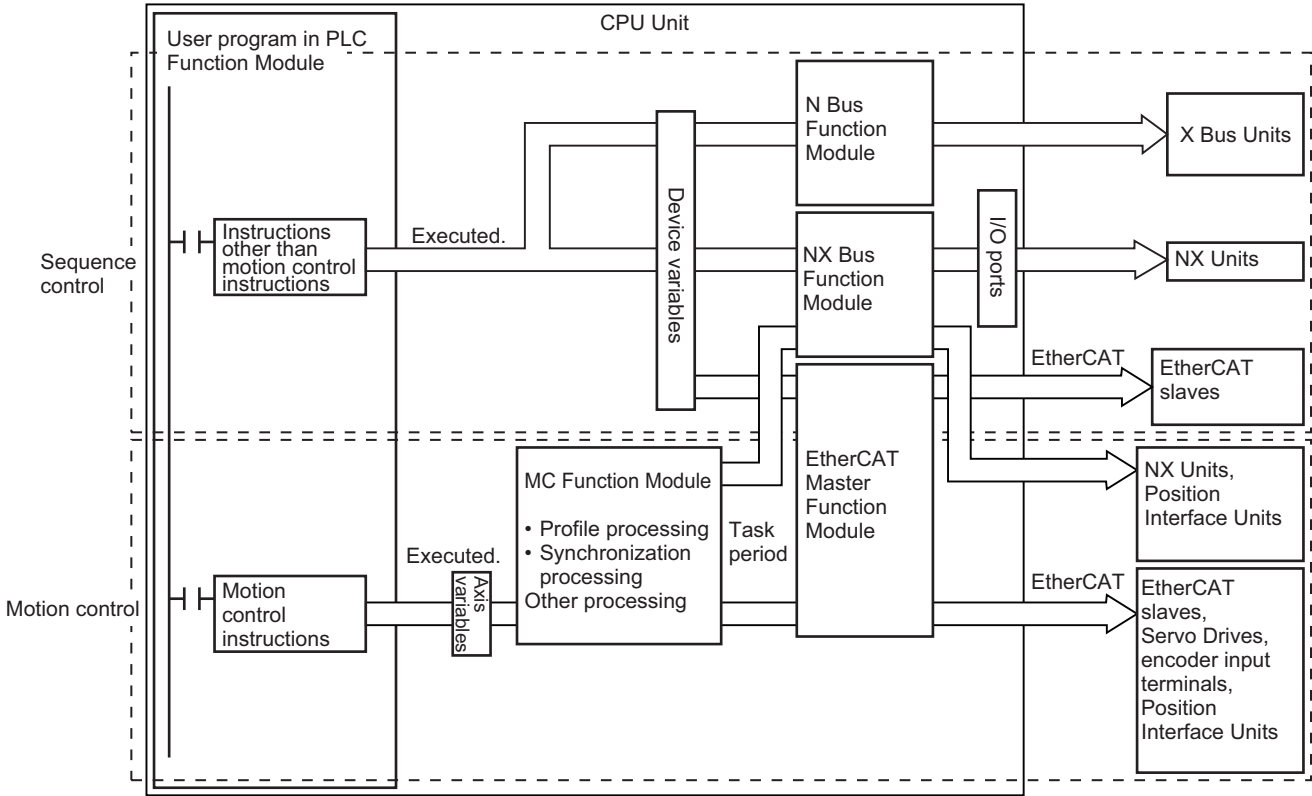 CPU Unit
User program in PLC
Function Module
N Bus
Function
Module
X Bus Units
Device variables
I/O ports
Instructions
other than
motion control
instructions
Executed.
NX Bus
Function
Module
NX Units
Sequence
control
EtherCAT
EtherCAT
slaves
MC Function Module
• Profile processing
• Synchronization
processing
Other processing
Task
period
EtherCAT
Master
Function
Module
NX Units,
Position
Interface Units
Motion control
Motion
control
instructions
Executed.
Axis
variables
EtherCAT
EtherCAT
slaves,
Servo Drives,
encoder input
terminals,
Position
Interface Units